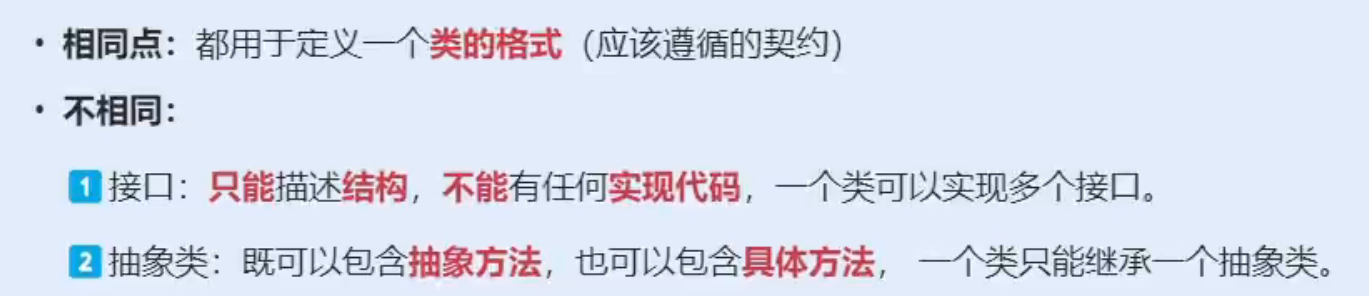 • 相同点：都用于定义一个类的格式（应该遵循的契约）
• 不相同：
1 接口：只能描述结构，不能有任何实现代码，一个类可以实现多个接口。
2 抽象类：既可以包含抽象方法，也可以包含具体方法， 一个类只能继承一个抽象类。